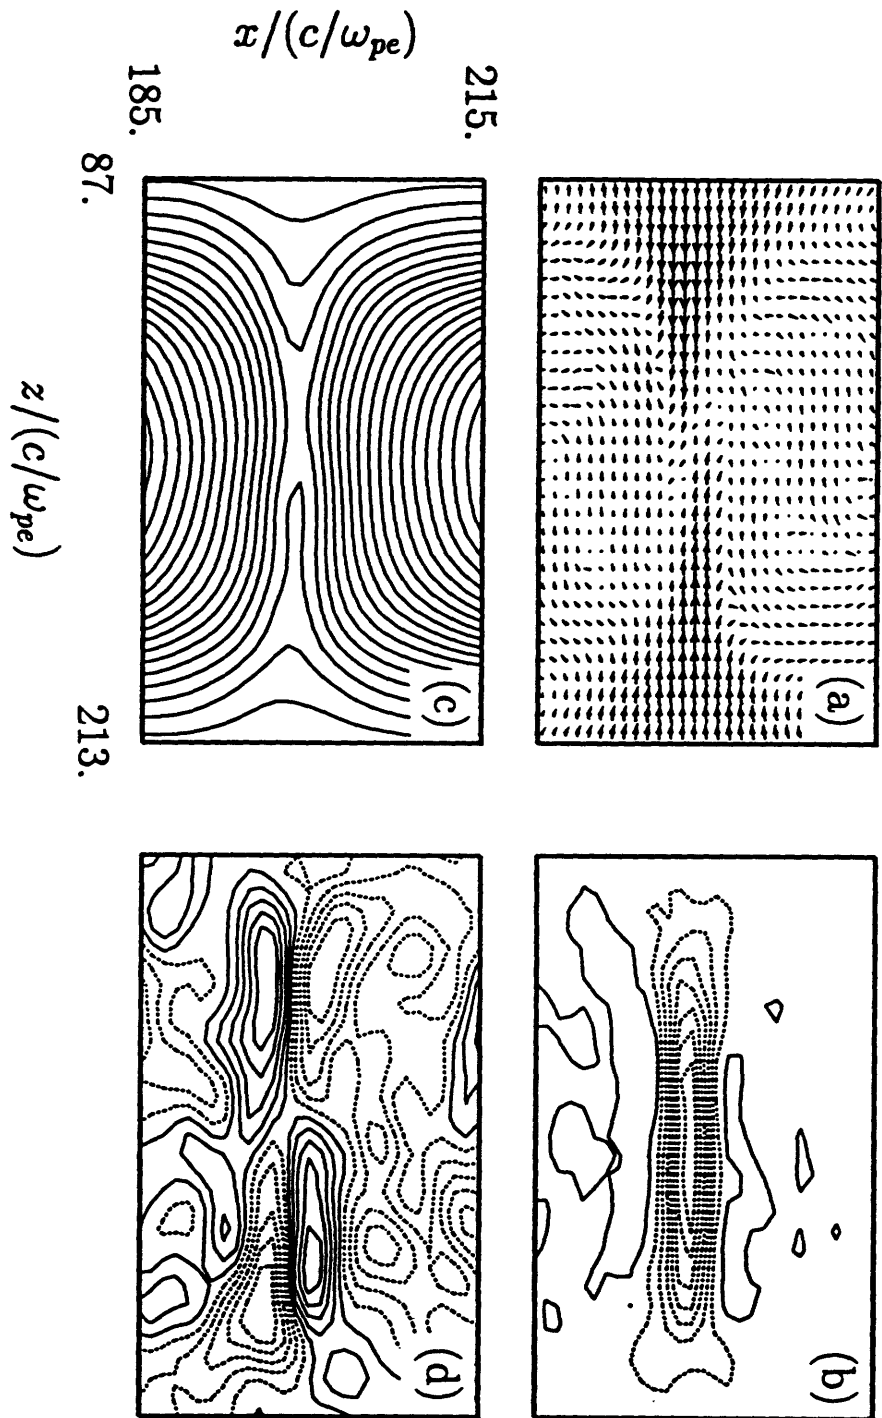 x/(c/ω_pe)
215.
185.
87.
213.
z/(c/ω_pe)
(a)
(b)
(c)
(d)